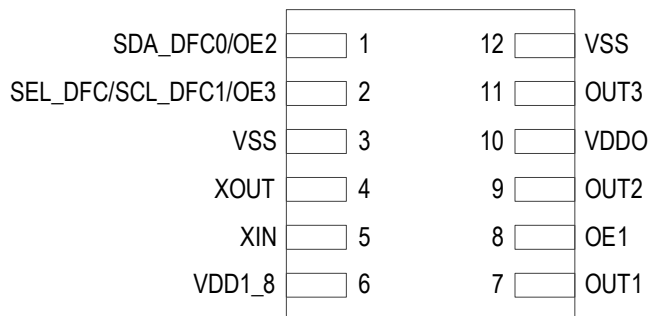 SDA_DFC0/OE2 1 12 VSS
SEL_DFC/SCL_DFC1/OE3 2 11 OUT3
VSS 3 10 VDDO
XOUT 4 9 OUT2
XIN 5 8 OE1
VDD1_8 6 7 OUT1